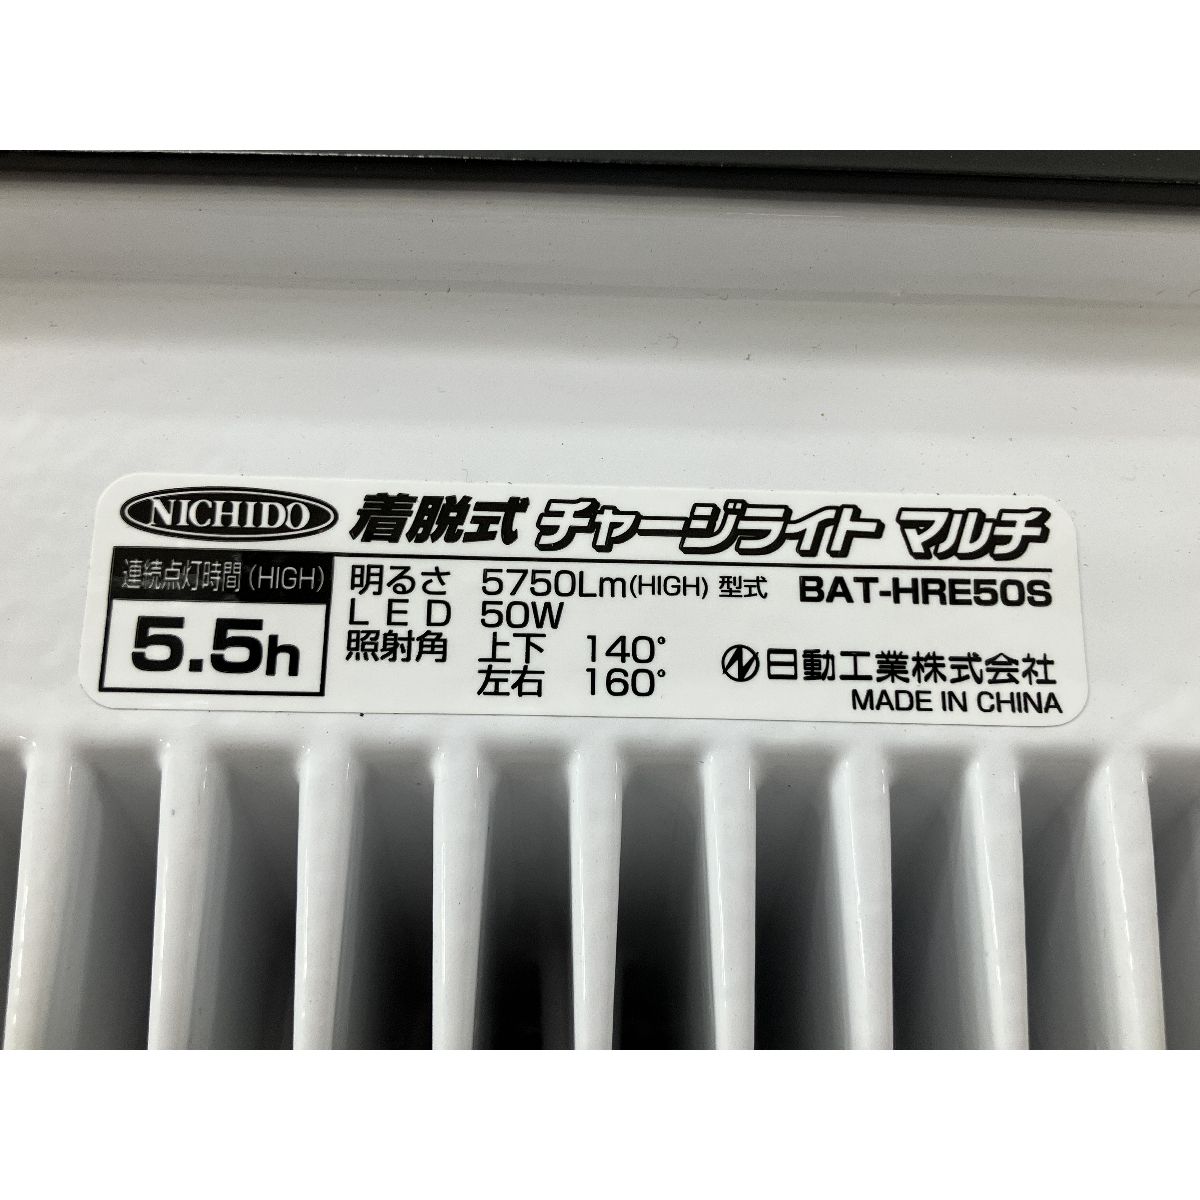 NICHIDO 着脱式 チャージライト マルチ
連続点灯時間(HIGH)
5.5h
明るさ 5750Lm(HIGH) 型式 BAT-HRE50S
LED 50W
照射角 上下 140°
左右 160°
日動工業株式会社
MADE IN CHINA